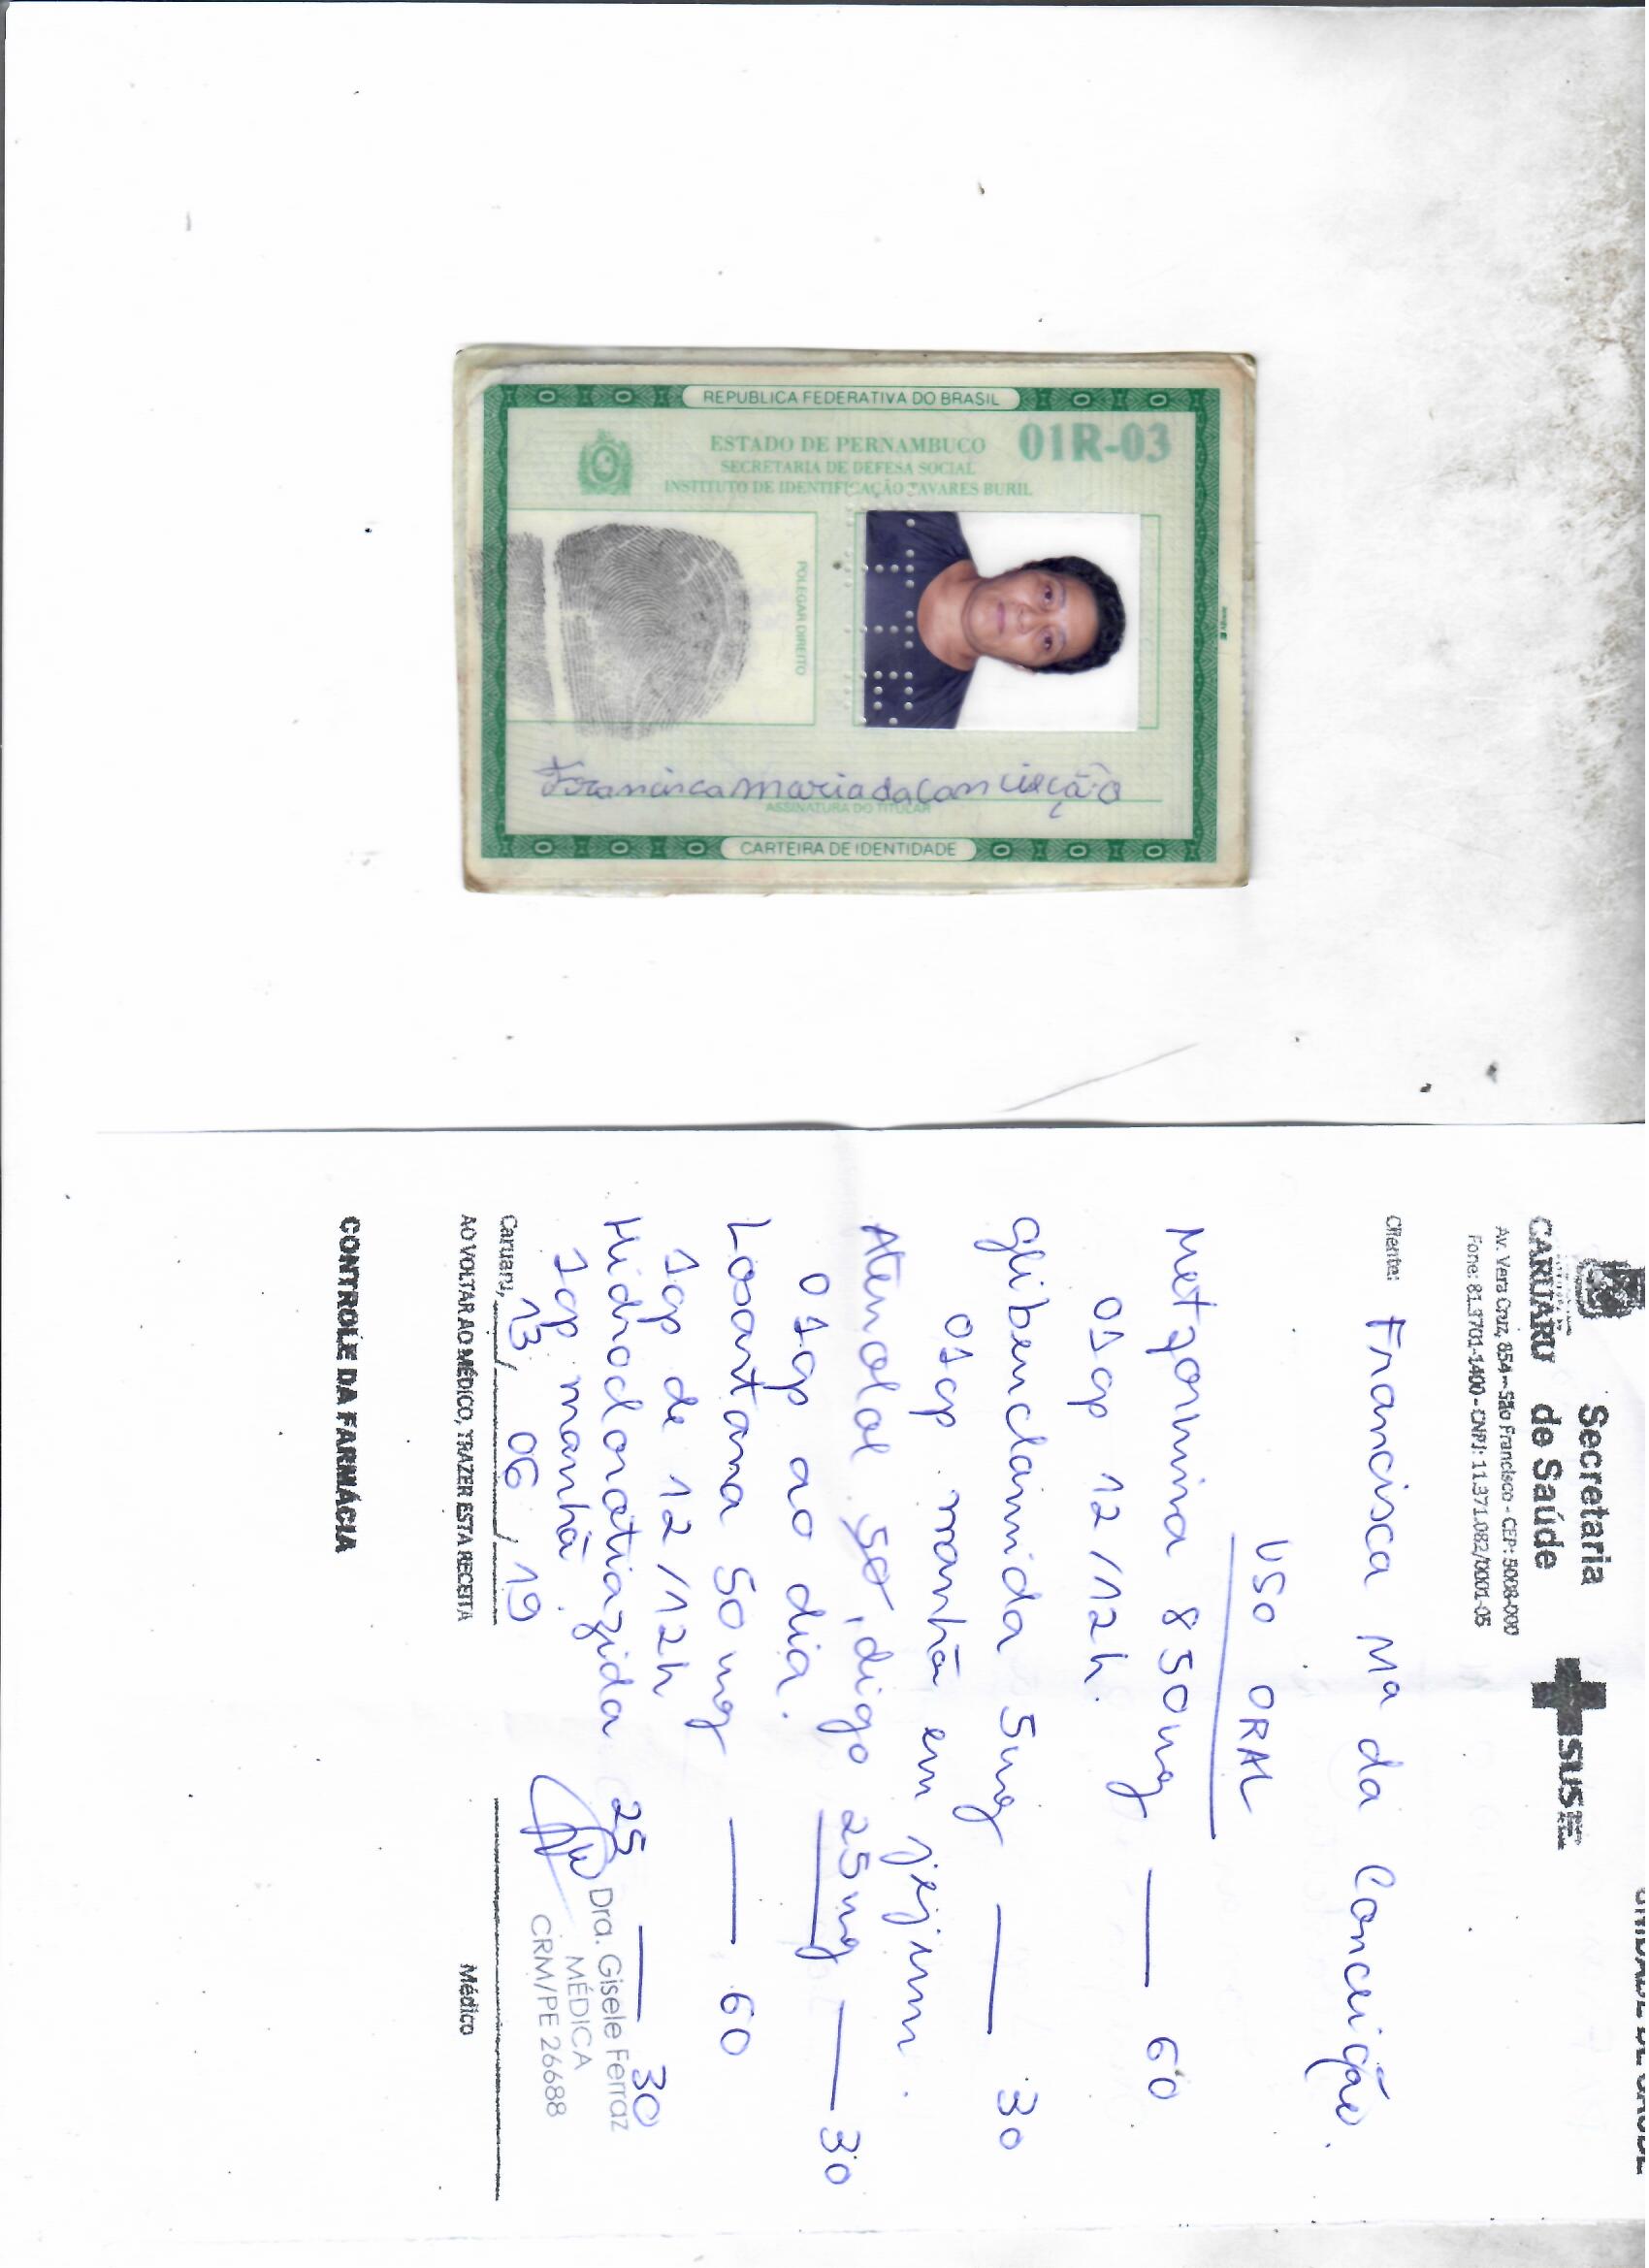 REPÚBLICA FEDERATIVA DO BRASIL
ESTADO DE PERNAMBUCO
01R-03
SECRETARIA DE DEFESA SOCIAL
INSTITUTO DE IDENTIFICAÇÃO TAVARES BURIL
POLEGAR DIREITO
Francisca maria da Conceição
ASSINATURA DO TITULAR
CARTEIRA DE IDENTIDADE
UNIDADE DE SAÚDE
Secretaria
CARUARU de Saúde
SUS
Av. Vera Cruz, 854 - São Francisco - CEP: 5008-000
Fone: 81.3701-1400 - CNPJ: 11.371.082/0001-05
Cliente: Francisca Ma da Conceição.
USO ORAL
Metformina 850mg — 60
01cp 12/12h.
Glibenclamida 5mg — 30
01cp manhã em jejum.
Atenolol 50, digo 25mg — 30
01cp ao dia.
Losartana 50mg — 60
1cp de 12/12h
Hidroclorotiazida 25 — 30
1cp manhã.
Dra. Gisele Ferraz
MÉDICA
CRM/PE 26688
Caruaru, 13 / 06 / 19
Médico
AO VOLTAR AO MÉDICO, TRAZER ESTA RECEITA
CONTROLE DA FARMÁCIA